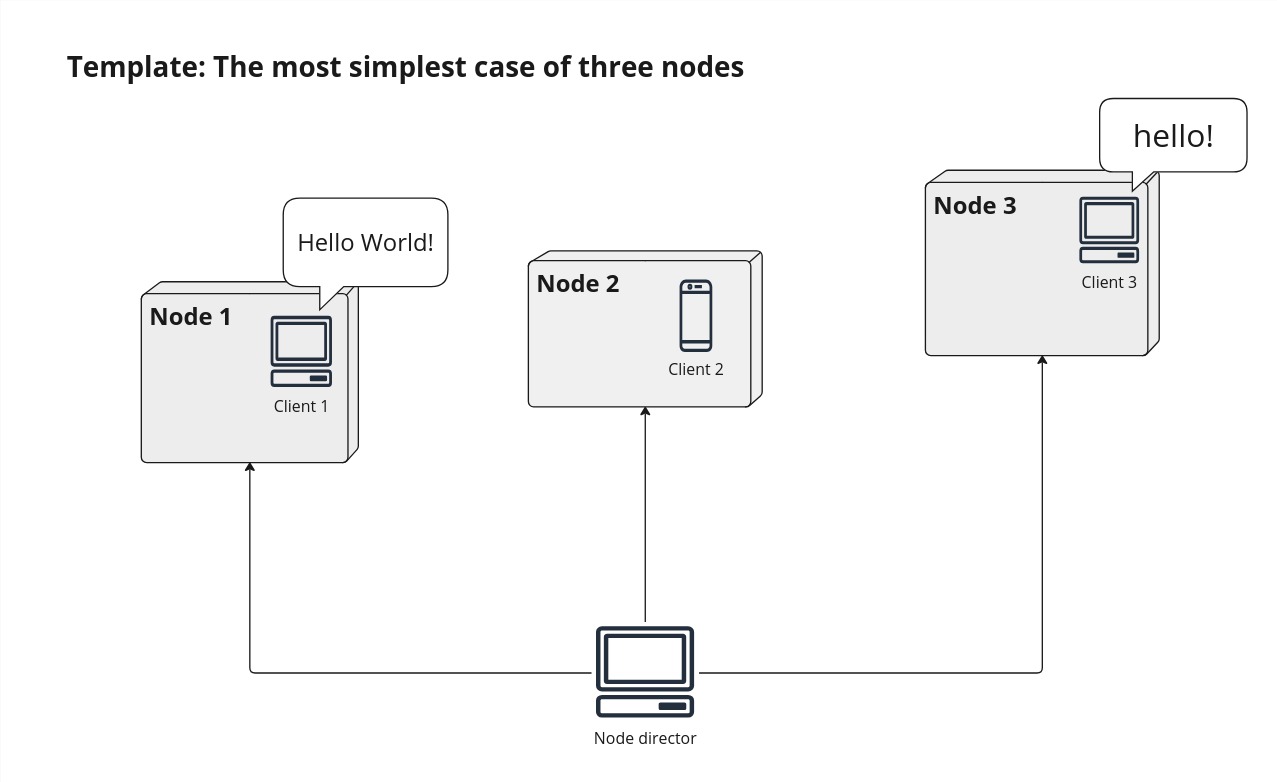 Template: The most simplest case of three nodes
hello!
Node 3
Client 3
Hello World!
Node 2
Client 2
Node 1
Client 1
Node director